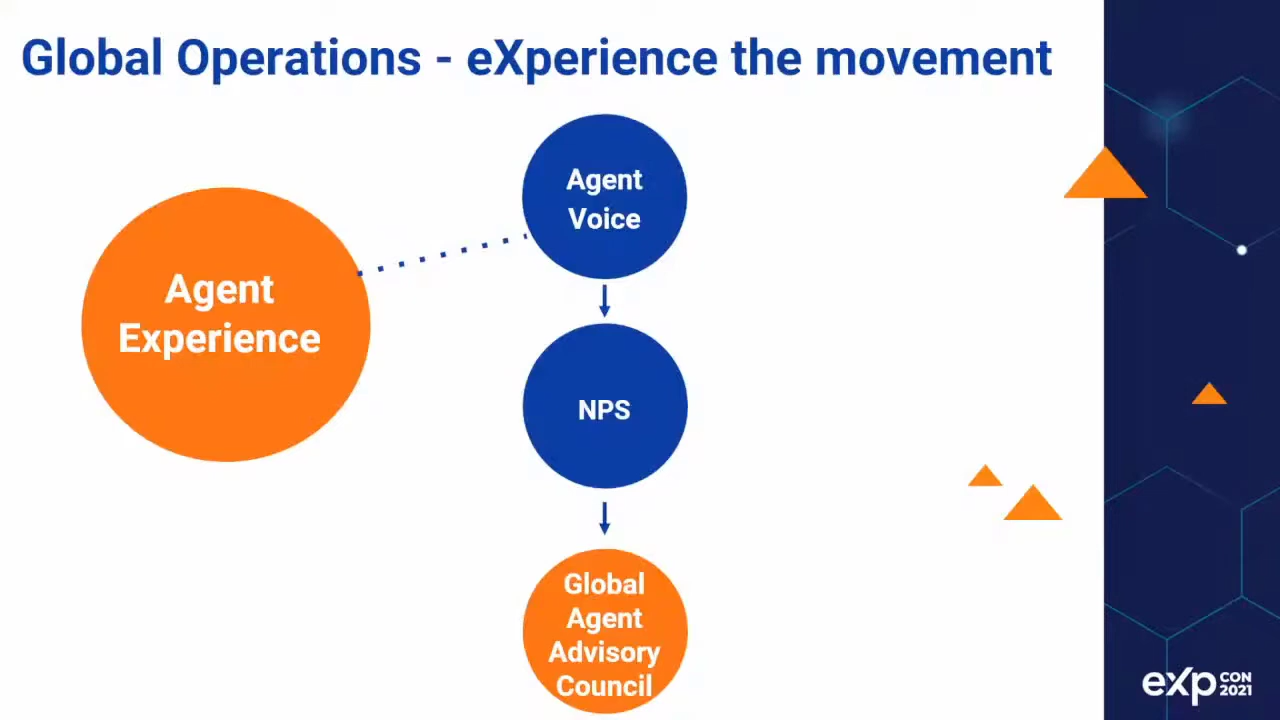 Global Operations - eXperience the movement
Agent
Voice
Agent
Experience
NPS
Global
Agent
Advisory
Council
eXp CON
2021